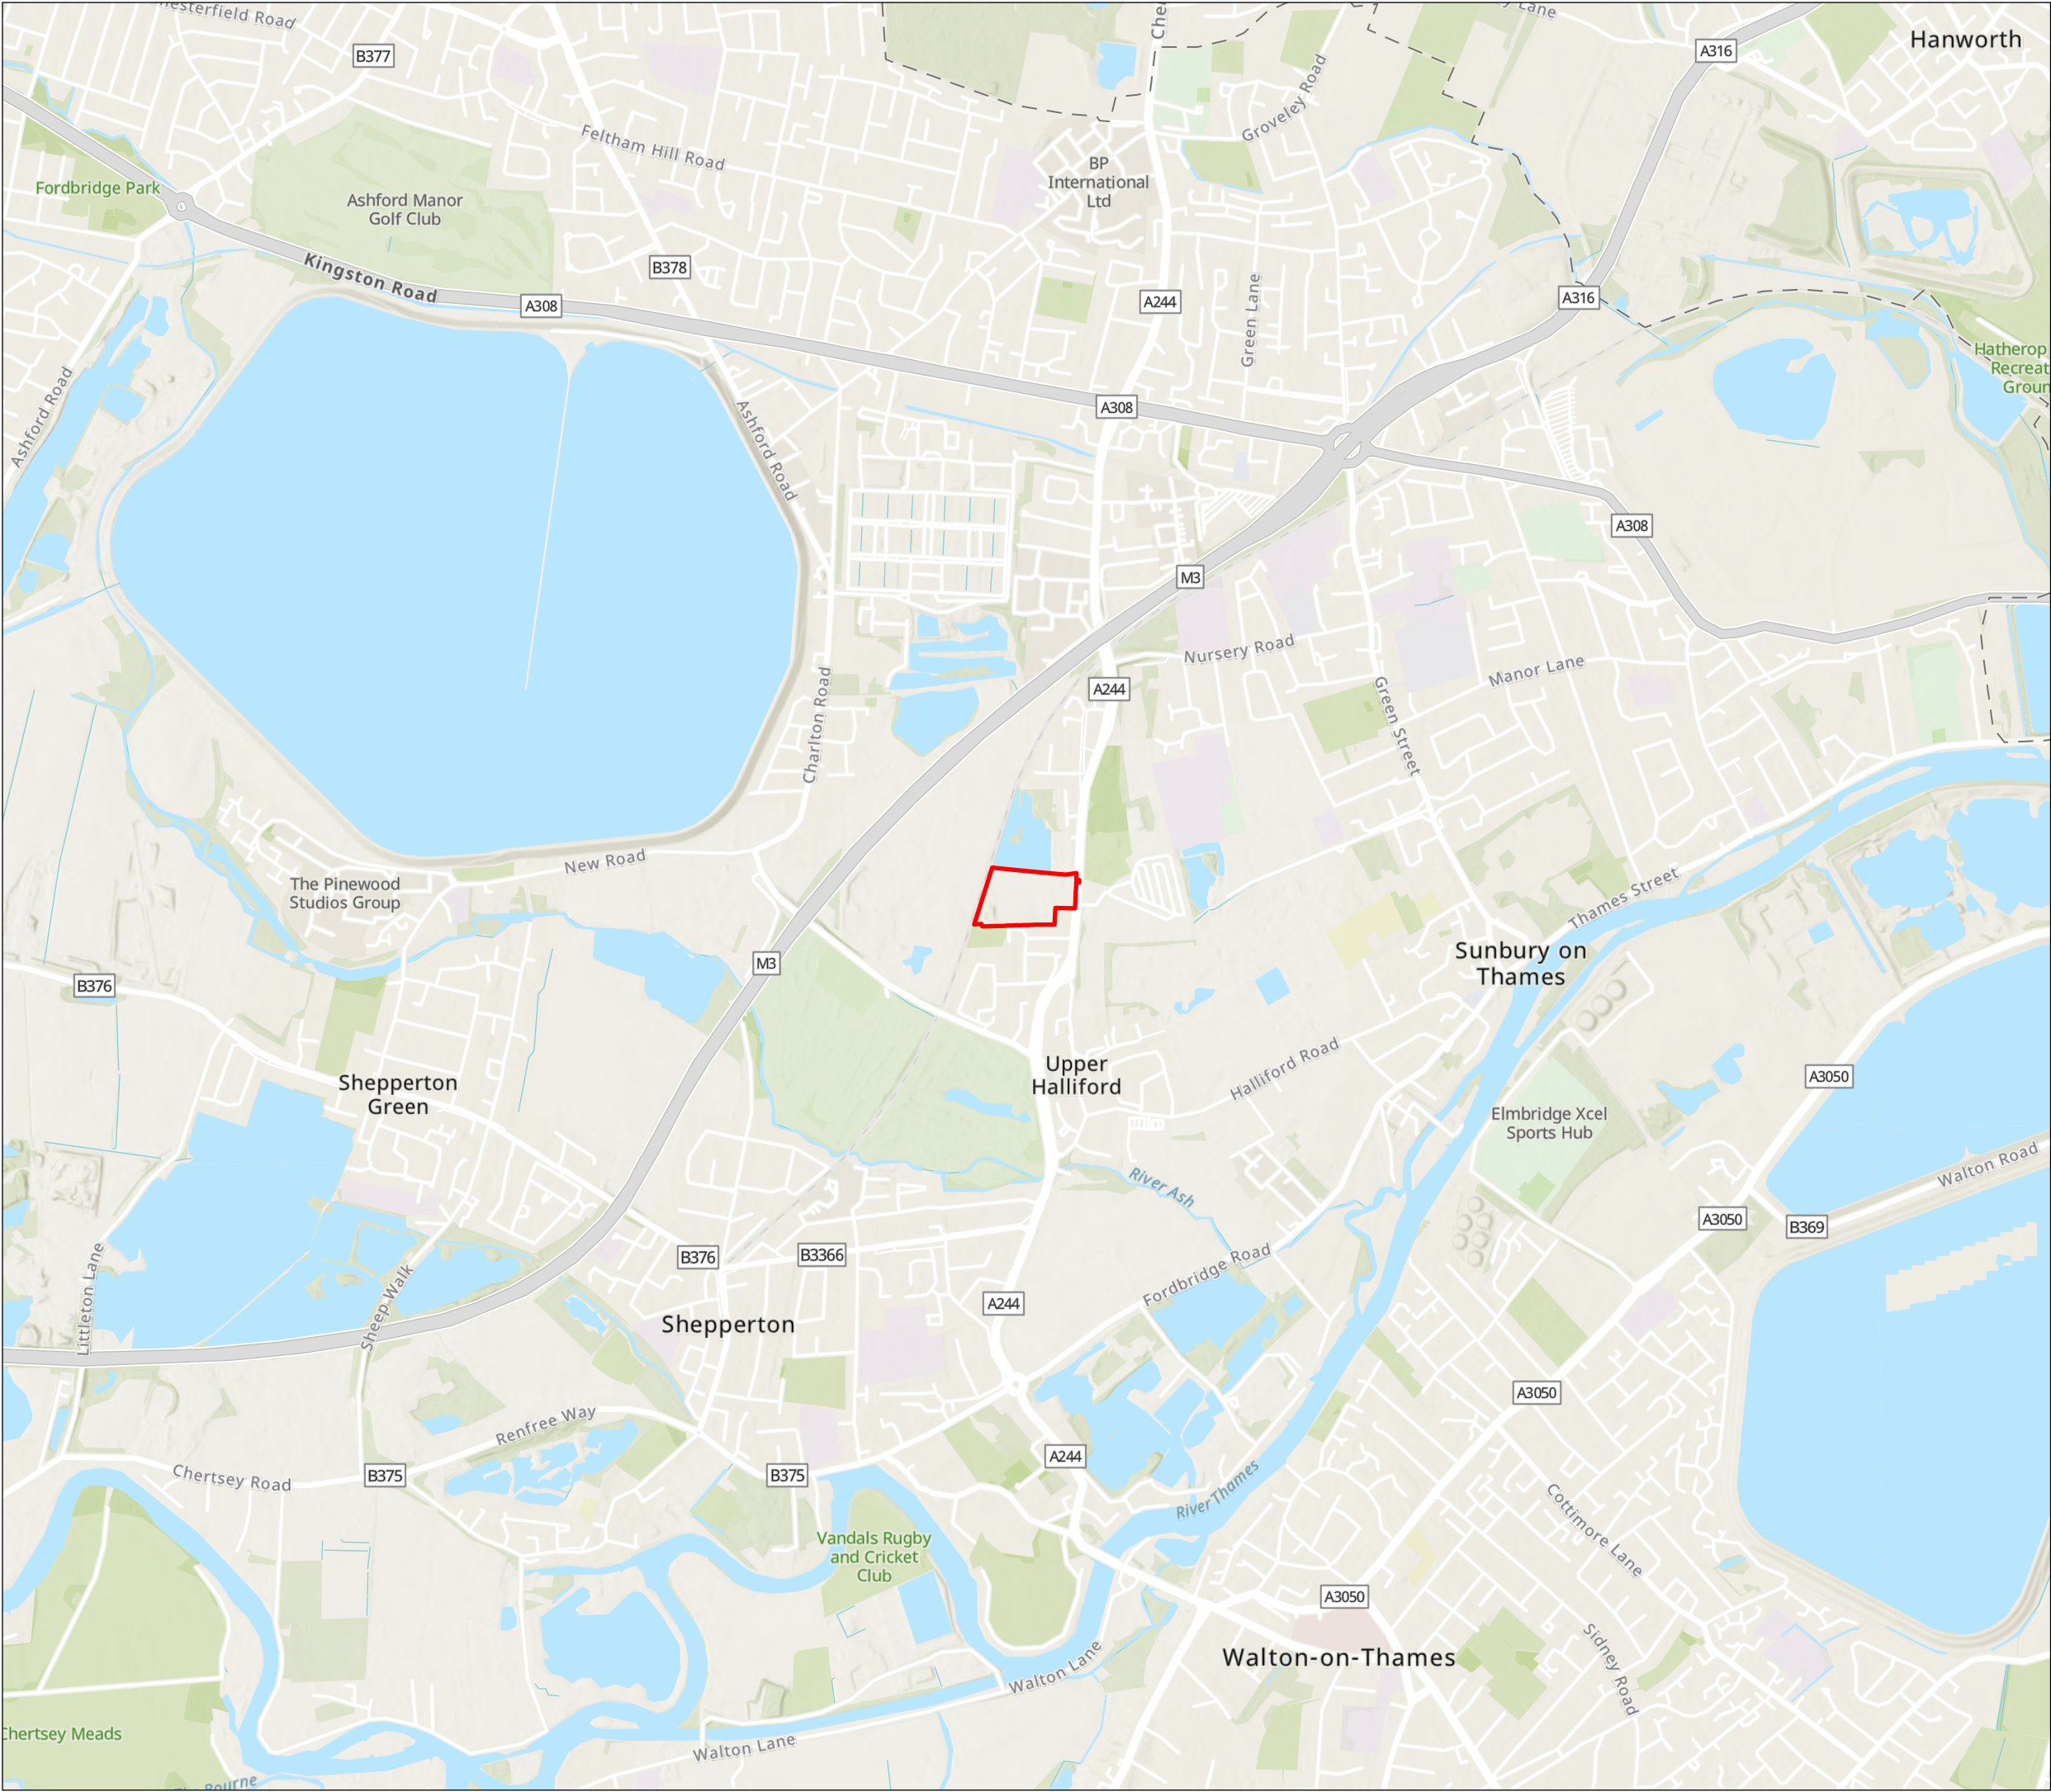 Hanworth
B377
A316
Feltham Hill Road
Groveley Road
BP
International
Ltd
Fordbridge Park
Ashford Manor
Golf Club
Kingston Road
B378
A308
A244
Green Lane
A316
Ashford Road
Ashford Road
A308
A308
M3
Nursery Road
Manor Lane
A244
Green Street
Charlton Road
New Road
The Pinewood
Studios Group
Thames Street
Sunbury on
Thames
M3
B376
Halliford Road
Upper
Halliford
A3050
Shepperton
Green
Elmbridge Xcel
Sports Hub
River Ash
Walton Road
A3050
B369
B376
B3366
Fordbridge Road
Littleton Lane
Sheep Walk
A244
Shepperton
A3050
Renfree Way
A244
Chertsey Road
B375
B375
River Thames
Cottimore Lane
Vandals Rugby
and Cricket
Club
A3050
Walton-on-Thames
Walton Lane
Sidney Road
Chertsey Meads
Walton Lane